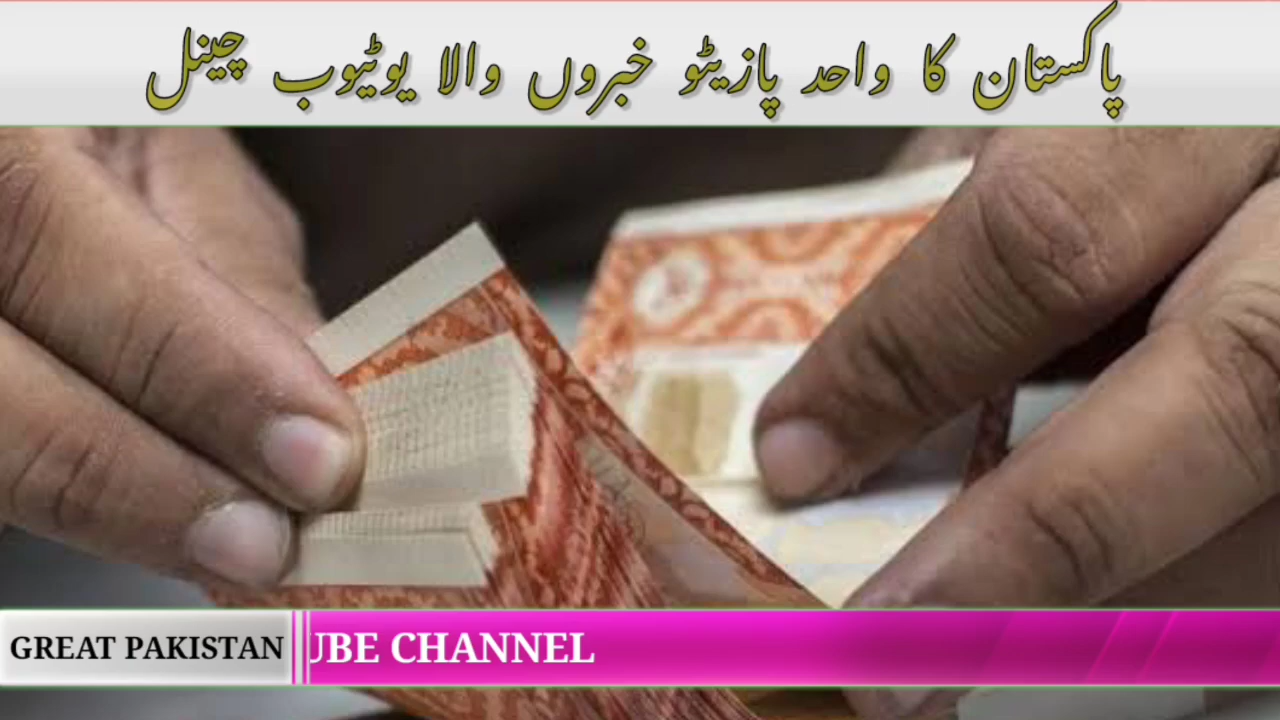 پاکستان کا واحد پازیٹو خبروں والا یوٹیوب چینل
GREAT PAKISTAN
UBE CHANNEL